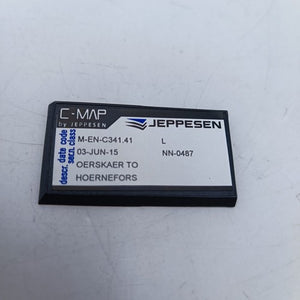 C-MAP
by JEPPESEN
JEPPESEN
descr. date code
secn. class
M-EN-C341.41 L
03-JUN-15 NN-0487
OERSKAER TO
HOERNEFORS